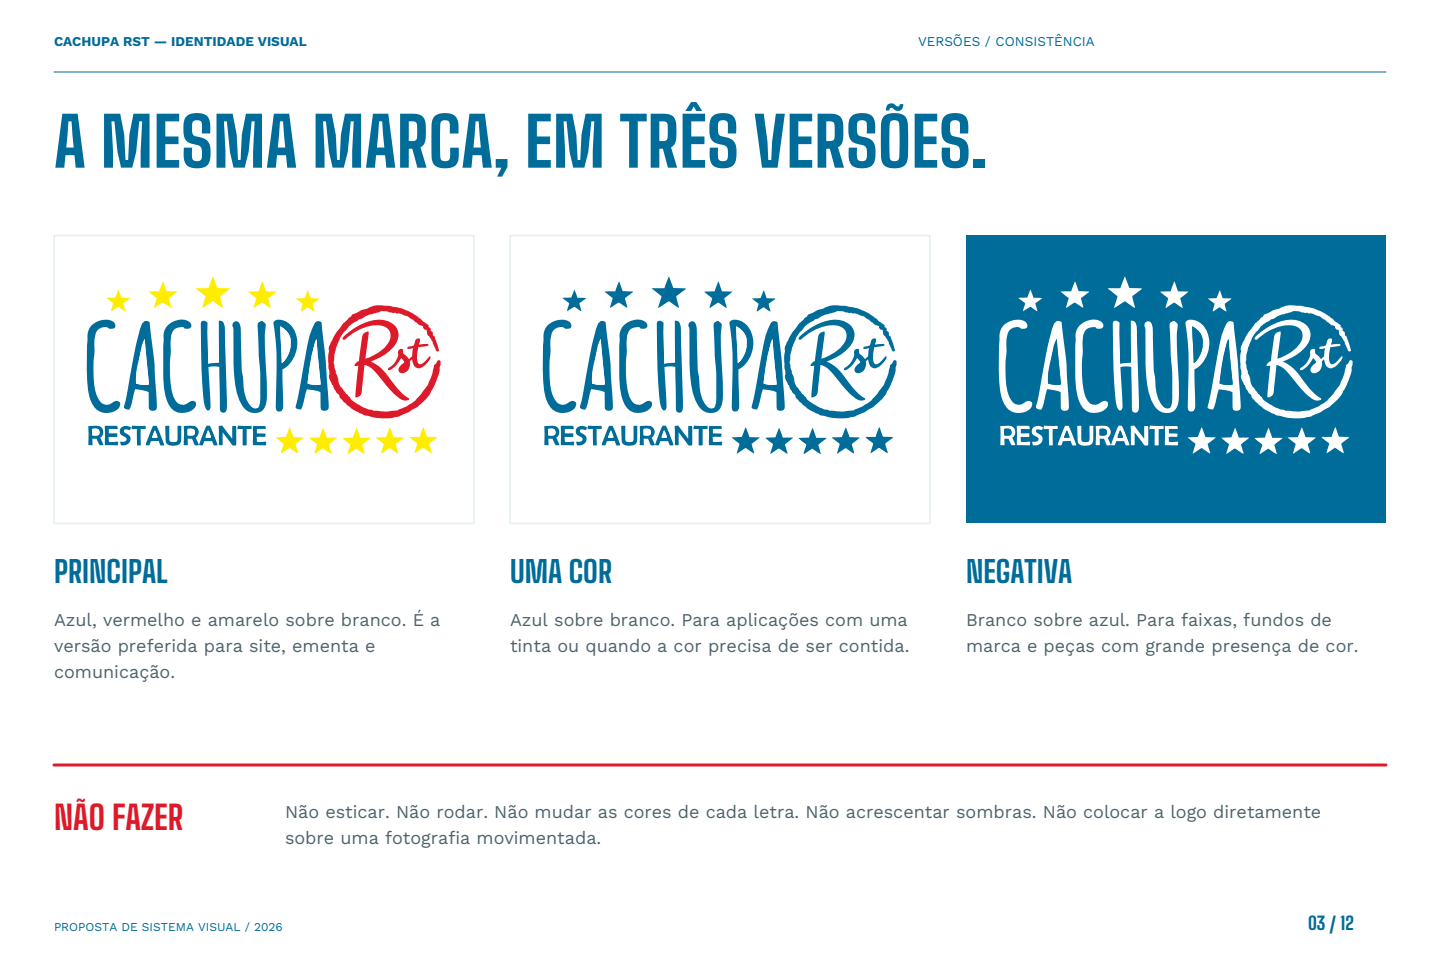 CACHUPA RST — IDENTIDADE VISUAL
VERSÕES / CONSISTÊNCIA
A MESMA MARCA, EM TRÊS VERSÕES.
CACHUPA Rst
RESTAURANTE
CACHUPA Rst
RESTAURANTE
CACHUPA Rst
RESTAURANTE
PRINCIPAL
Azul, vermelho e amarelo sobre branco. É a
versão preferida para site, ementa e
comunicação.
UMA COR
Azul sobre branco. Para aplicações com uma
tinta ou quando a cor precisa de ser contida.
NEGATIVA
Branco sobre azul. Para faixas, fundos de
marca e peças com grande presença de cor.
NÃO FAZER
Não esticar. Não rodar. Não mudar as cores de cada letra. Não acrescentar sombras. Não colocar a logo diretamente
sobre uma fotografia movimentada.
PROPOSTA DE SISTEMA VISUAL / 2026
03 / 12